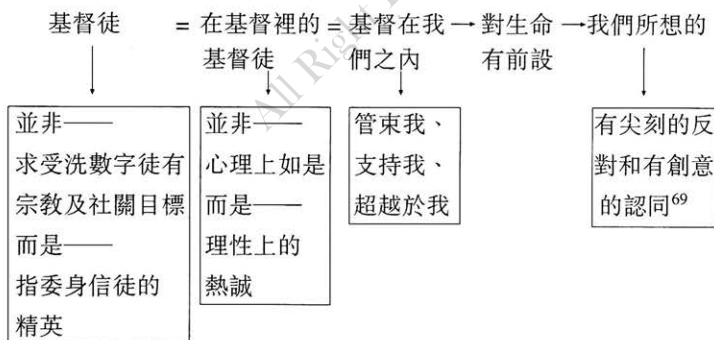 基督徒 = 在基督裡的 = 基督在我 → 對生命 → 我們所想的
基督徒 們之內 有前設
並非——
求受洗數字徒有
宗教及社關目標
而是——
指委身信徒的
精英
並非——
心理上如是
而是——
理性上的
熱誠
管束我、
支持我、
超越於我
有尖刻的反
對和有創意
的認同69
All Right